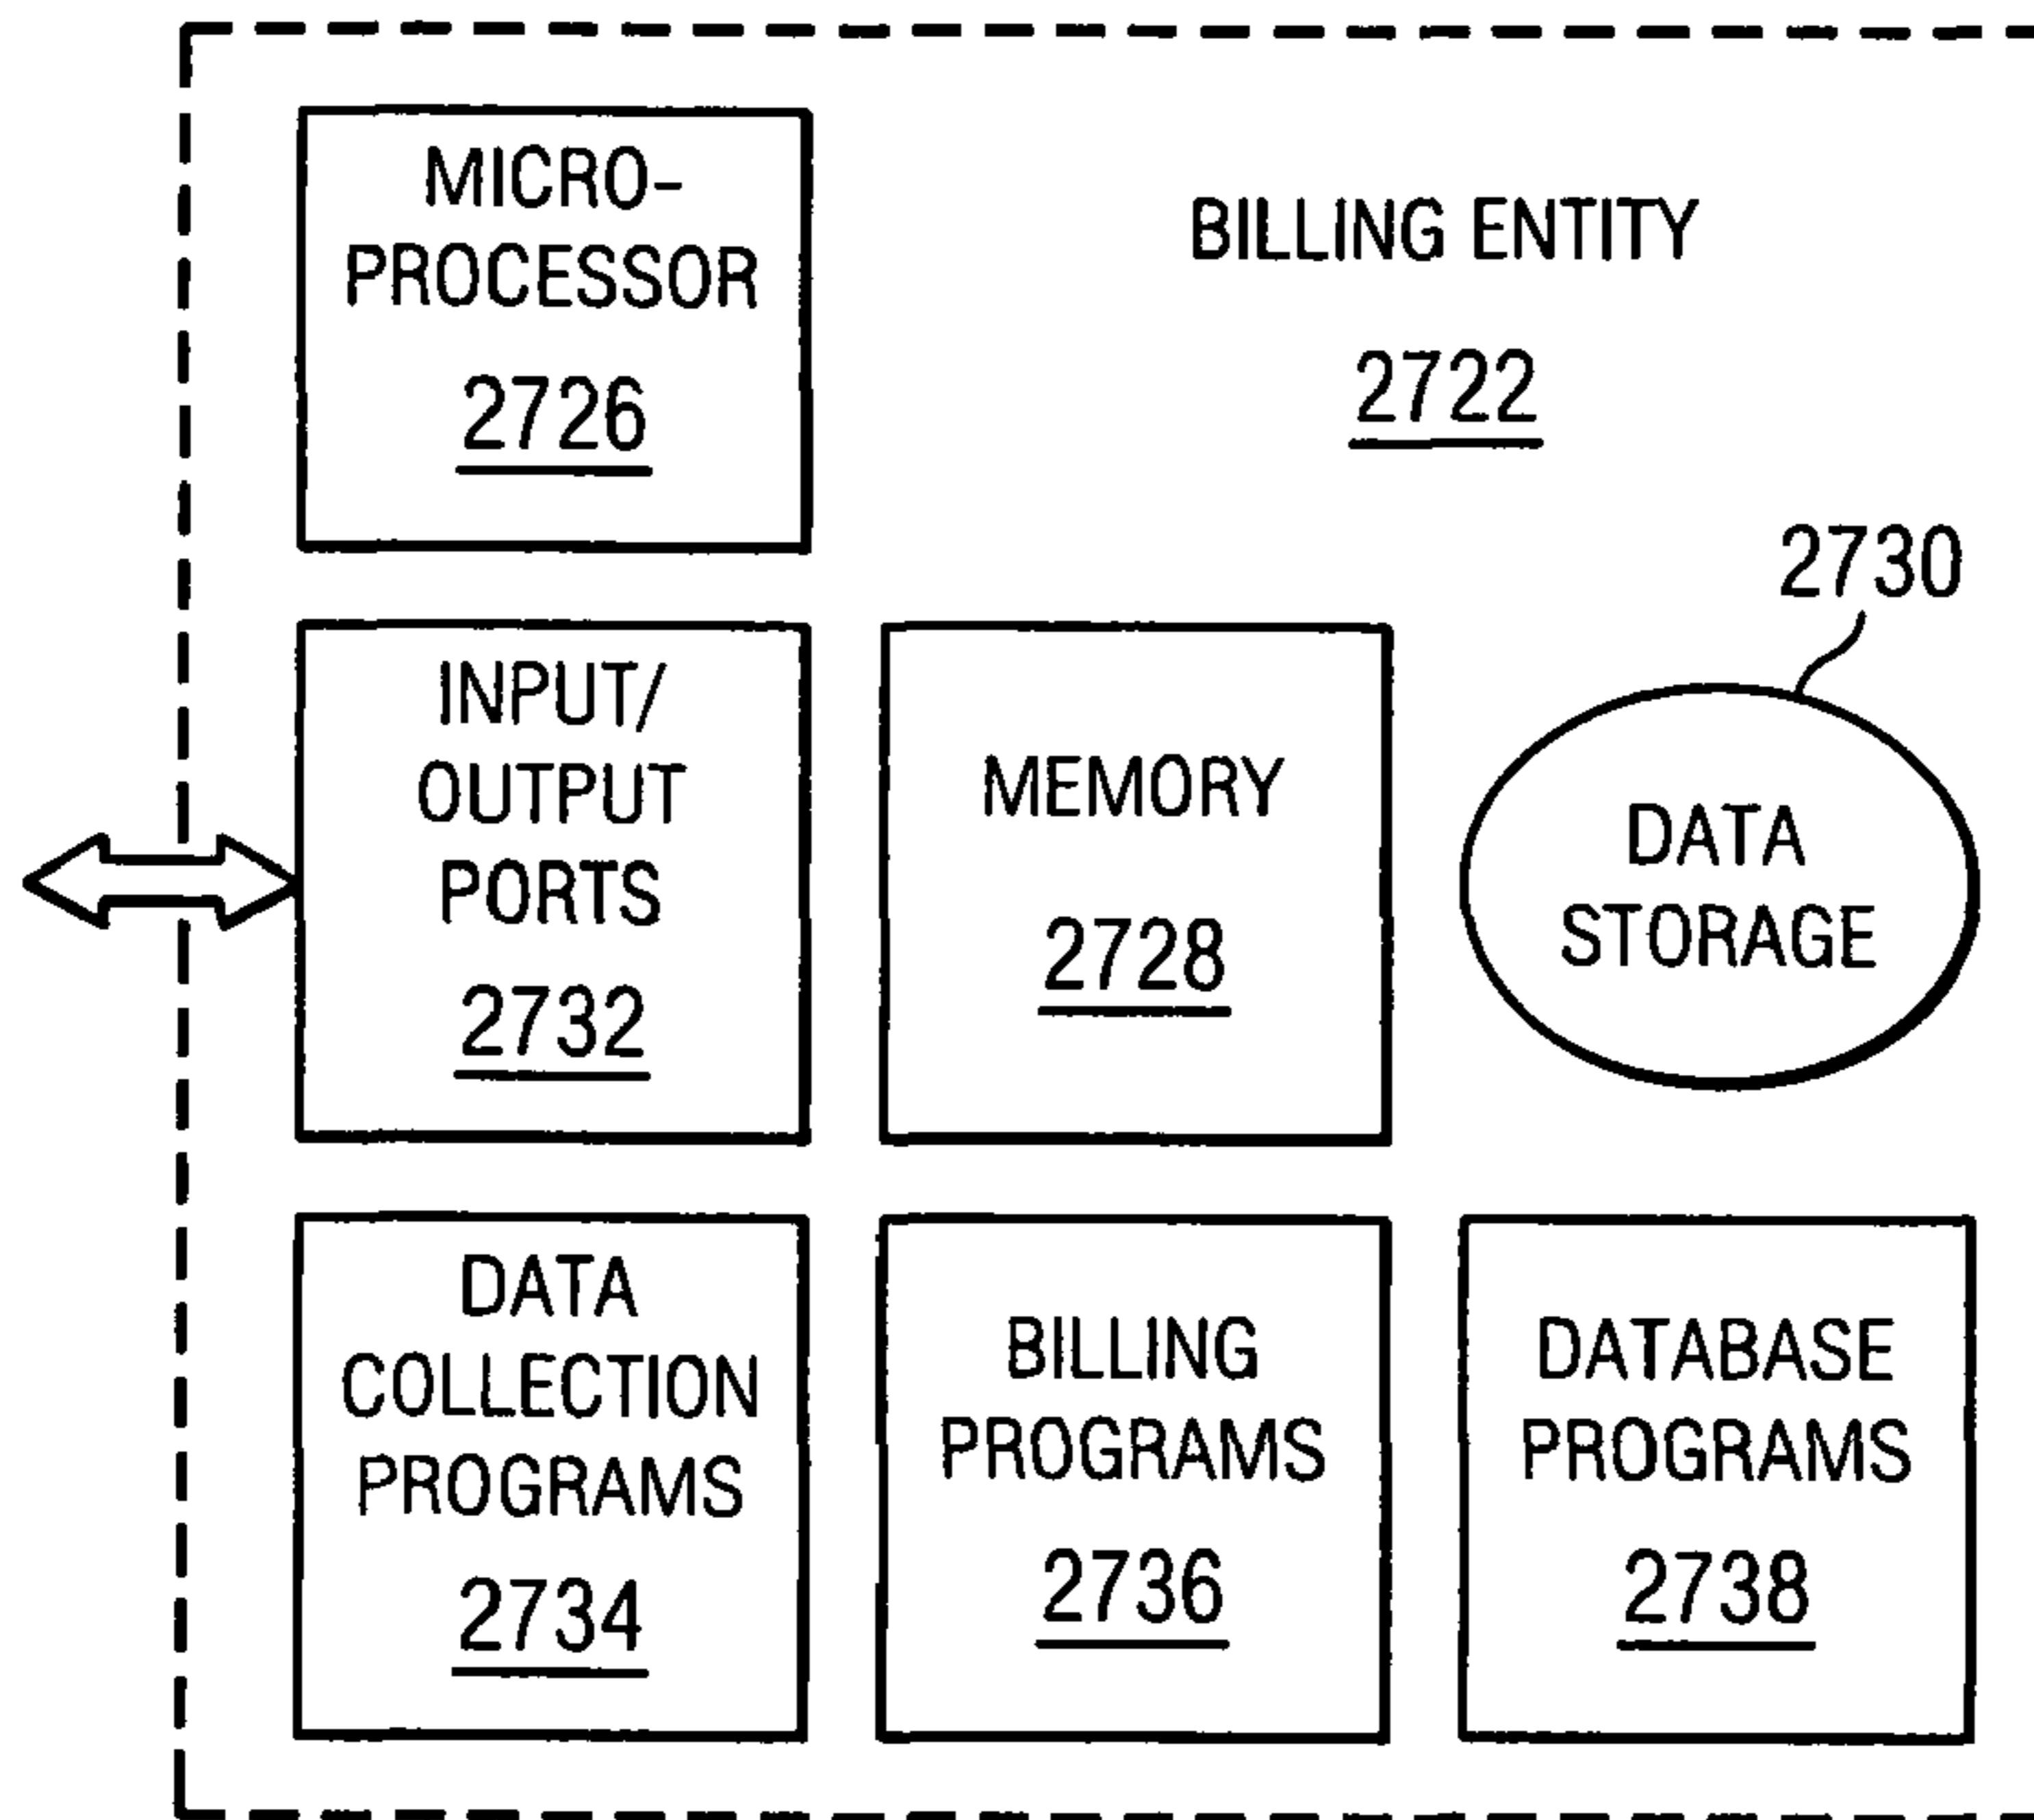 MICRO-
PROCESSOR
2726
BILLING ENTITY
2722
2730
INPUT/
OUTPUT
PORTS
2732
MEMORY
2728
DATA
STORAGE
DATA
COLLECTION
PROGRAMS
2734
BILLING
PROGRAMS
2736
DATABASE
PROGRAMS
2738